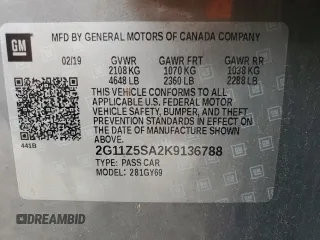 GM
MFD BY GENERAL MOTORS OF CANADA COMPANY
02/19 GVWR GAWR FRT GAWR RR
2108 KG 1070 KG 1038 KG
4648 LB 2360 LB 2288 LB
THIS VEHICLE CONFORMS TO ALL
APPLICABLE U.S. FEDERAL MOTOR
VEHICLE SAFETY, BUMPER, AND
THEFT PREVENTION STANDARDS
IN EFFECT ON THE DATE OF
MANUFACTURE SHOWN ABOVE.
441B
2G11Z5SA2K9136788
TYPE: PASS CAR
MODEL: 281GY69
DREAMBID